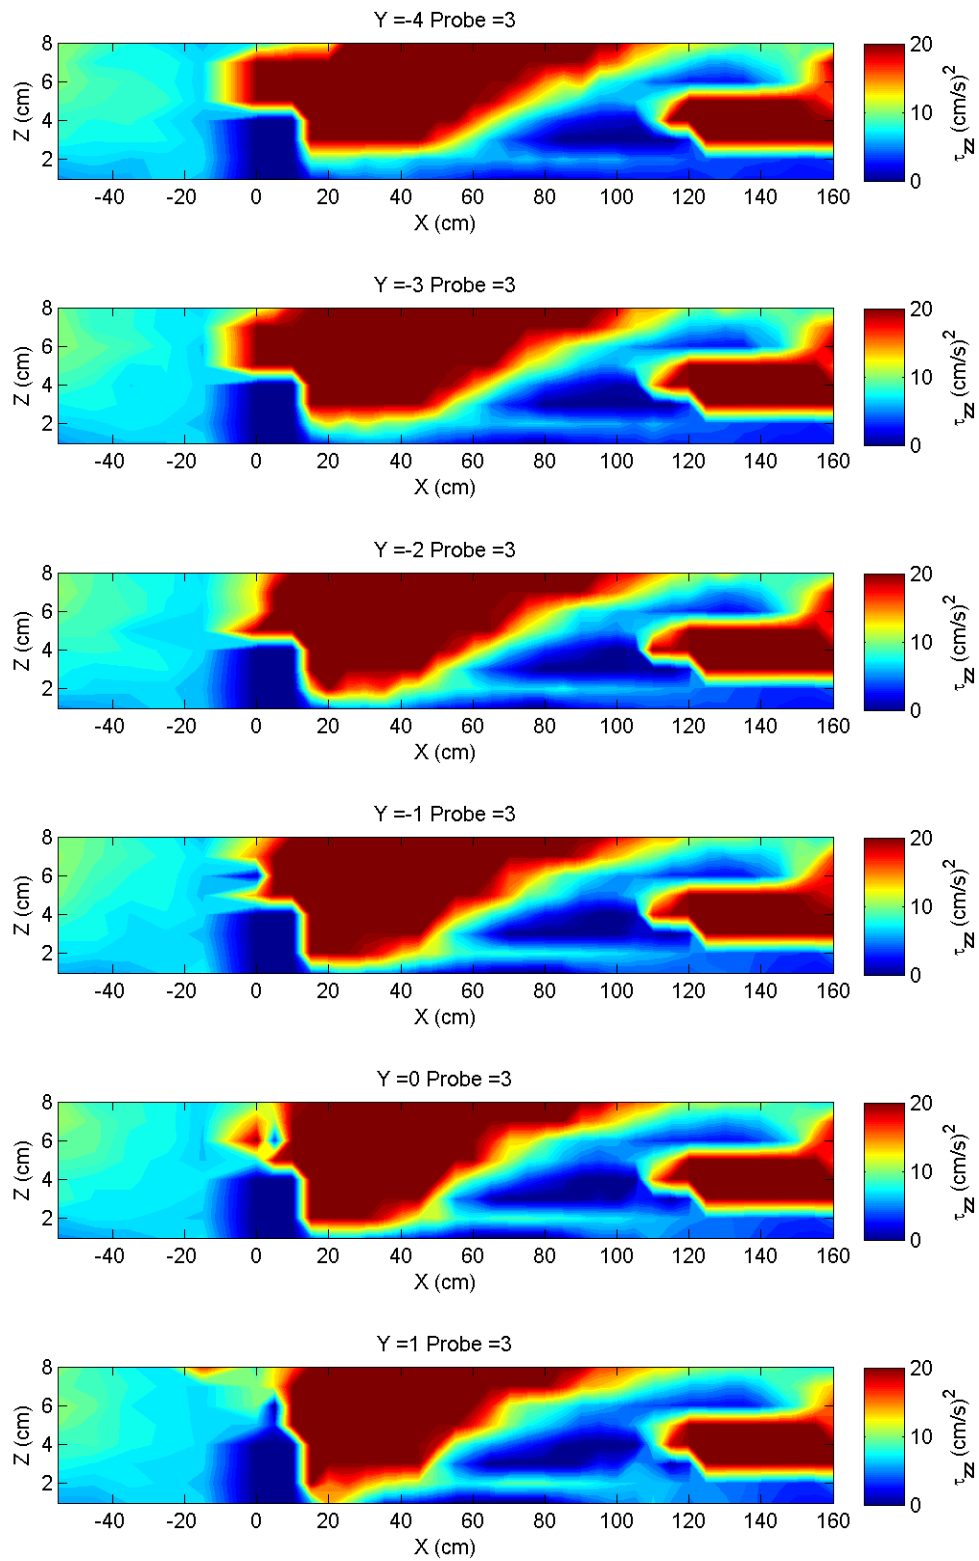 Y =-4 Probe =3
8
6
4
2
Z (cm)
-40 -20 0 20 40 60 80 100 120 140 160
X (cm)
20
10
0
τzz (cm/s)²
Y =-3 Probe =3
8
6
4
2
Z (cm)
-40 -20 0 20 40 60 80 100 120 140 160
X (cm)
20
10
0
τzz (cm/s)²
Y =-2 Probe =3
8
6
4
2
Z (cm)
-40 -20 0 20 40 60 80 100 120 140 160
X (cm)
20
10
0
τzz (cm/s)²
Y =-1 Probe =3
8
6
4
2
Z (cm)
-40 -20 0 20 40 60 80 100 120 140 160
X (cm)
20
10
0
τzz (cm/s)²
Y =0 Probe =3
8
6
4
2
Z (cm)
-40 -20 0 20 40 60 80 100 120 140 160
X (cm)
20
10
0
τzz (cm/s)²
Y =1 Probe =3
8
6
4
2
Z (cm)
-40 -20 0 20 40 60 80 100 120 140 160
X (cm)
20
10
0
τzz (cm/s)²